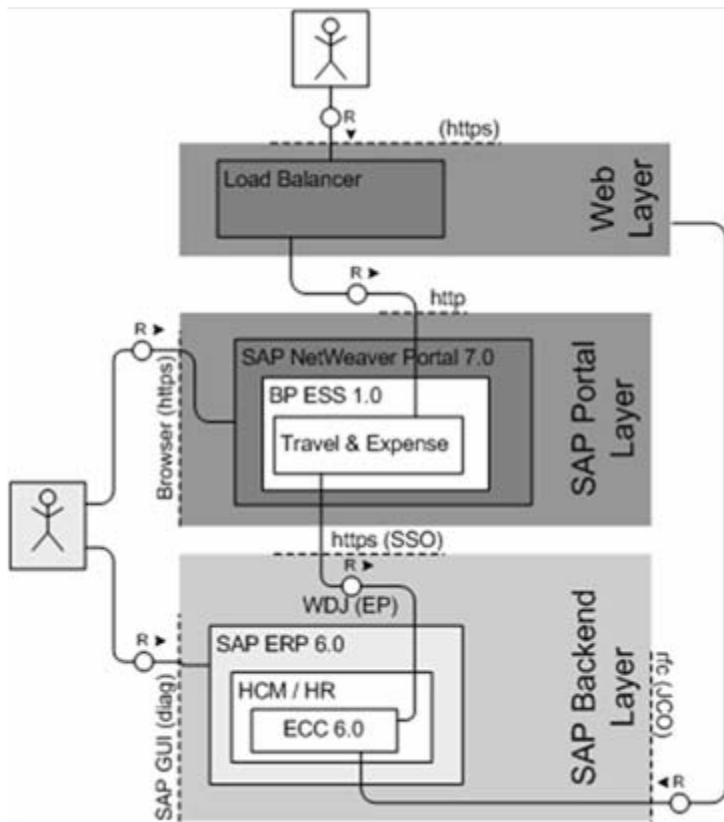 R
(https)
Load Balancer
Web
Layer
R
http
R
SAP NetWeaver Portal 7.0
BP ESS 1.0
Travel & Expense
Browser (https)
SAP Portal
Layer
https (SSO)
R
WDJ (EP)
SAP ERP 6.0
R
HCM / HR
ECC 6.0
SAP GUI (diag)
SAP Backend
Layer
rfc (JCO)
R